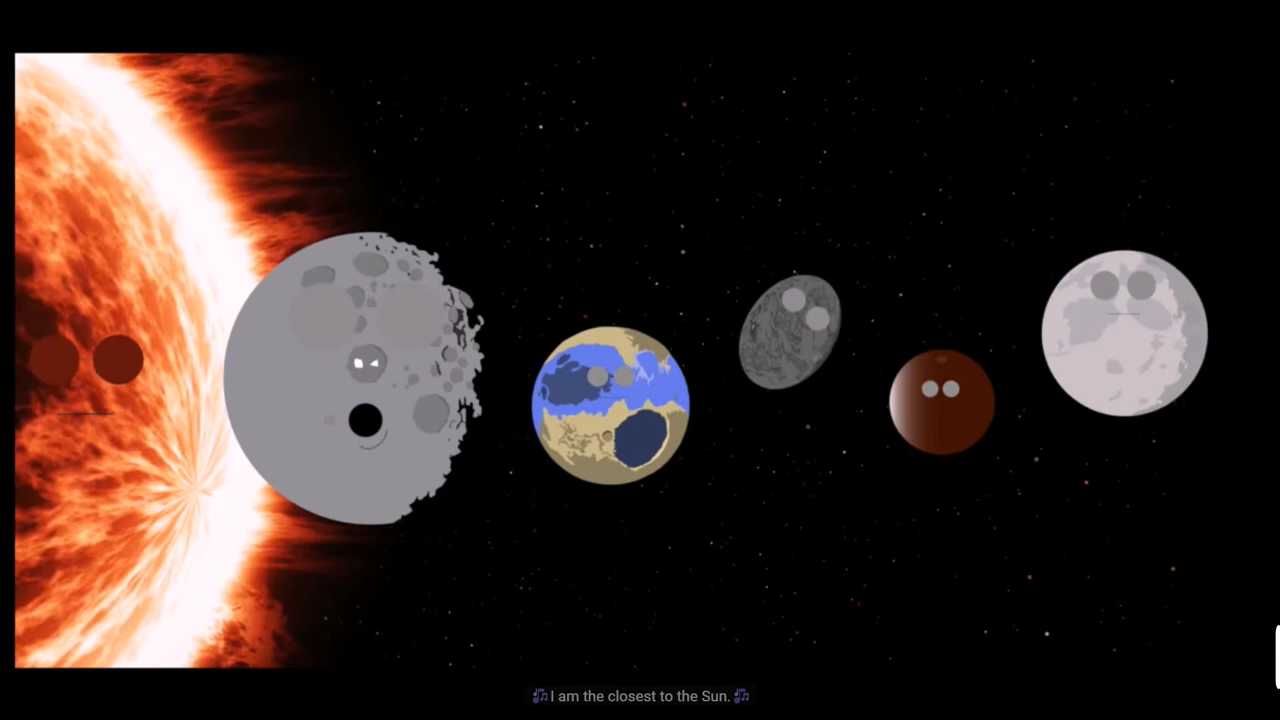 🎶I am the closest to the Sun.🎶